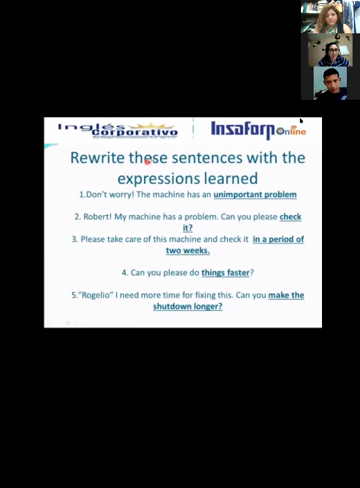 Inglés
corporativo
Insaforp Online
Rewrite these sentences with the
expressions learned
1.Don't worry! The machine has an unimportant problem
2. Robert! My machine has a problem. Can you please check
it?
3. Please take care of this machine and check it in a period of
two weeks.
4. Can you please do things faster?
5."Rogelio" I need more time for fixing this. Can you make the
shutdown longer?